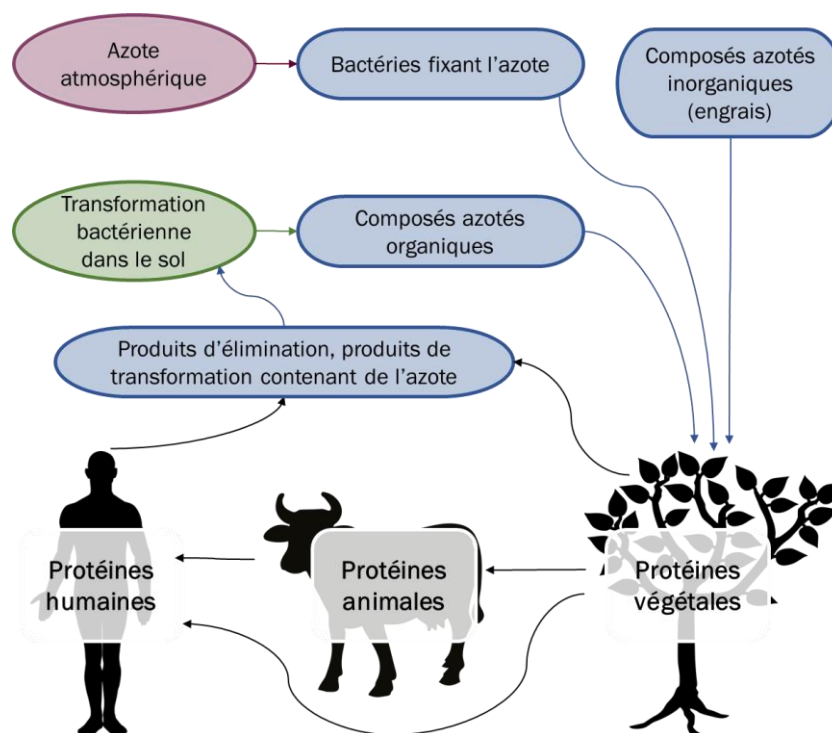 Azote
atmosphérique
Bactéries fixant l’azote
Composés azotés
inorganiques
(engrais)
Transformation
bactérienne
dans le sol
Composés azotés
organiques
Produits d’élimination, produits de
transformation contenant de l’azote
Protéines
humaines
Protéines
animales
Protéines
végétales